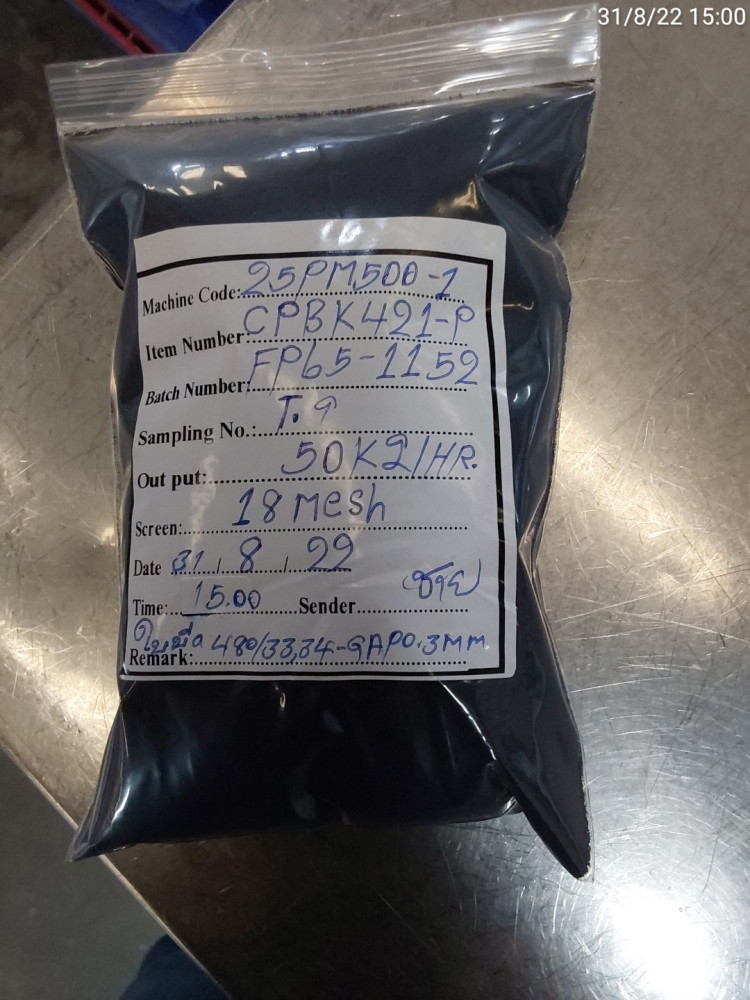 31/8/22 15:00
Machine Code: 25PM500-1
Item Number: CPBK421-P
Batch Number: FP65-1152
Sampling No.: T. 9
Out put: 50K2/HR.
Screen: 18 mesh
Date 31 / 8 / 22
Time: 15.00 Sender ชาย
Remark: ใบมีด 480/33,34-GAP0.3MM